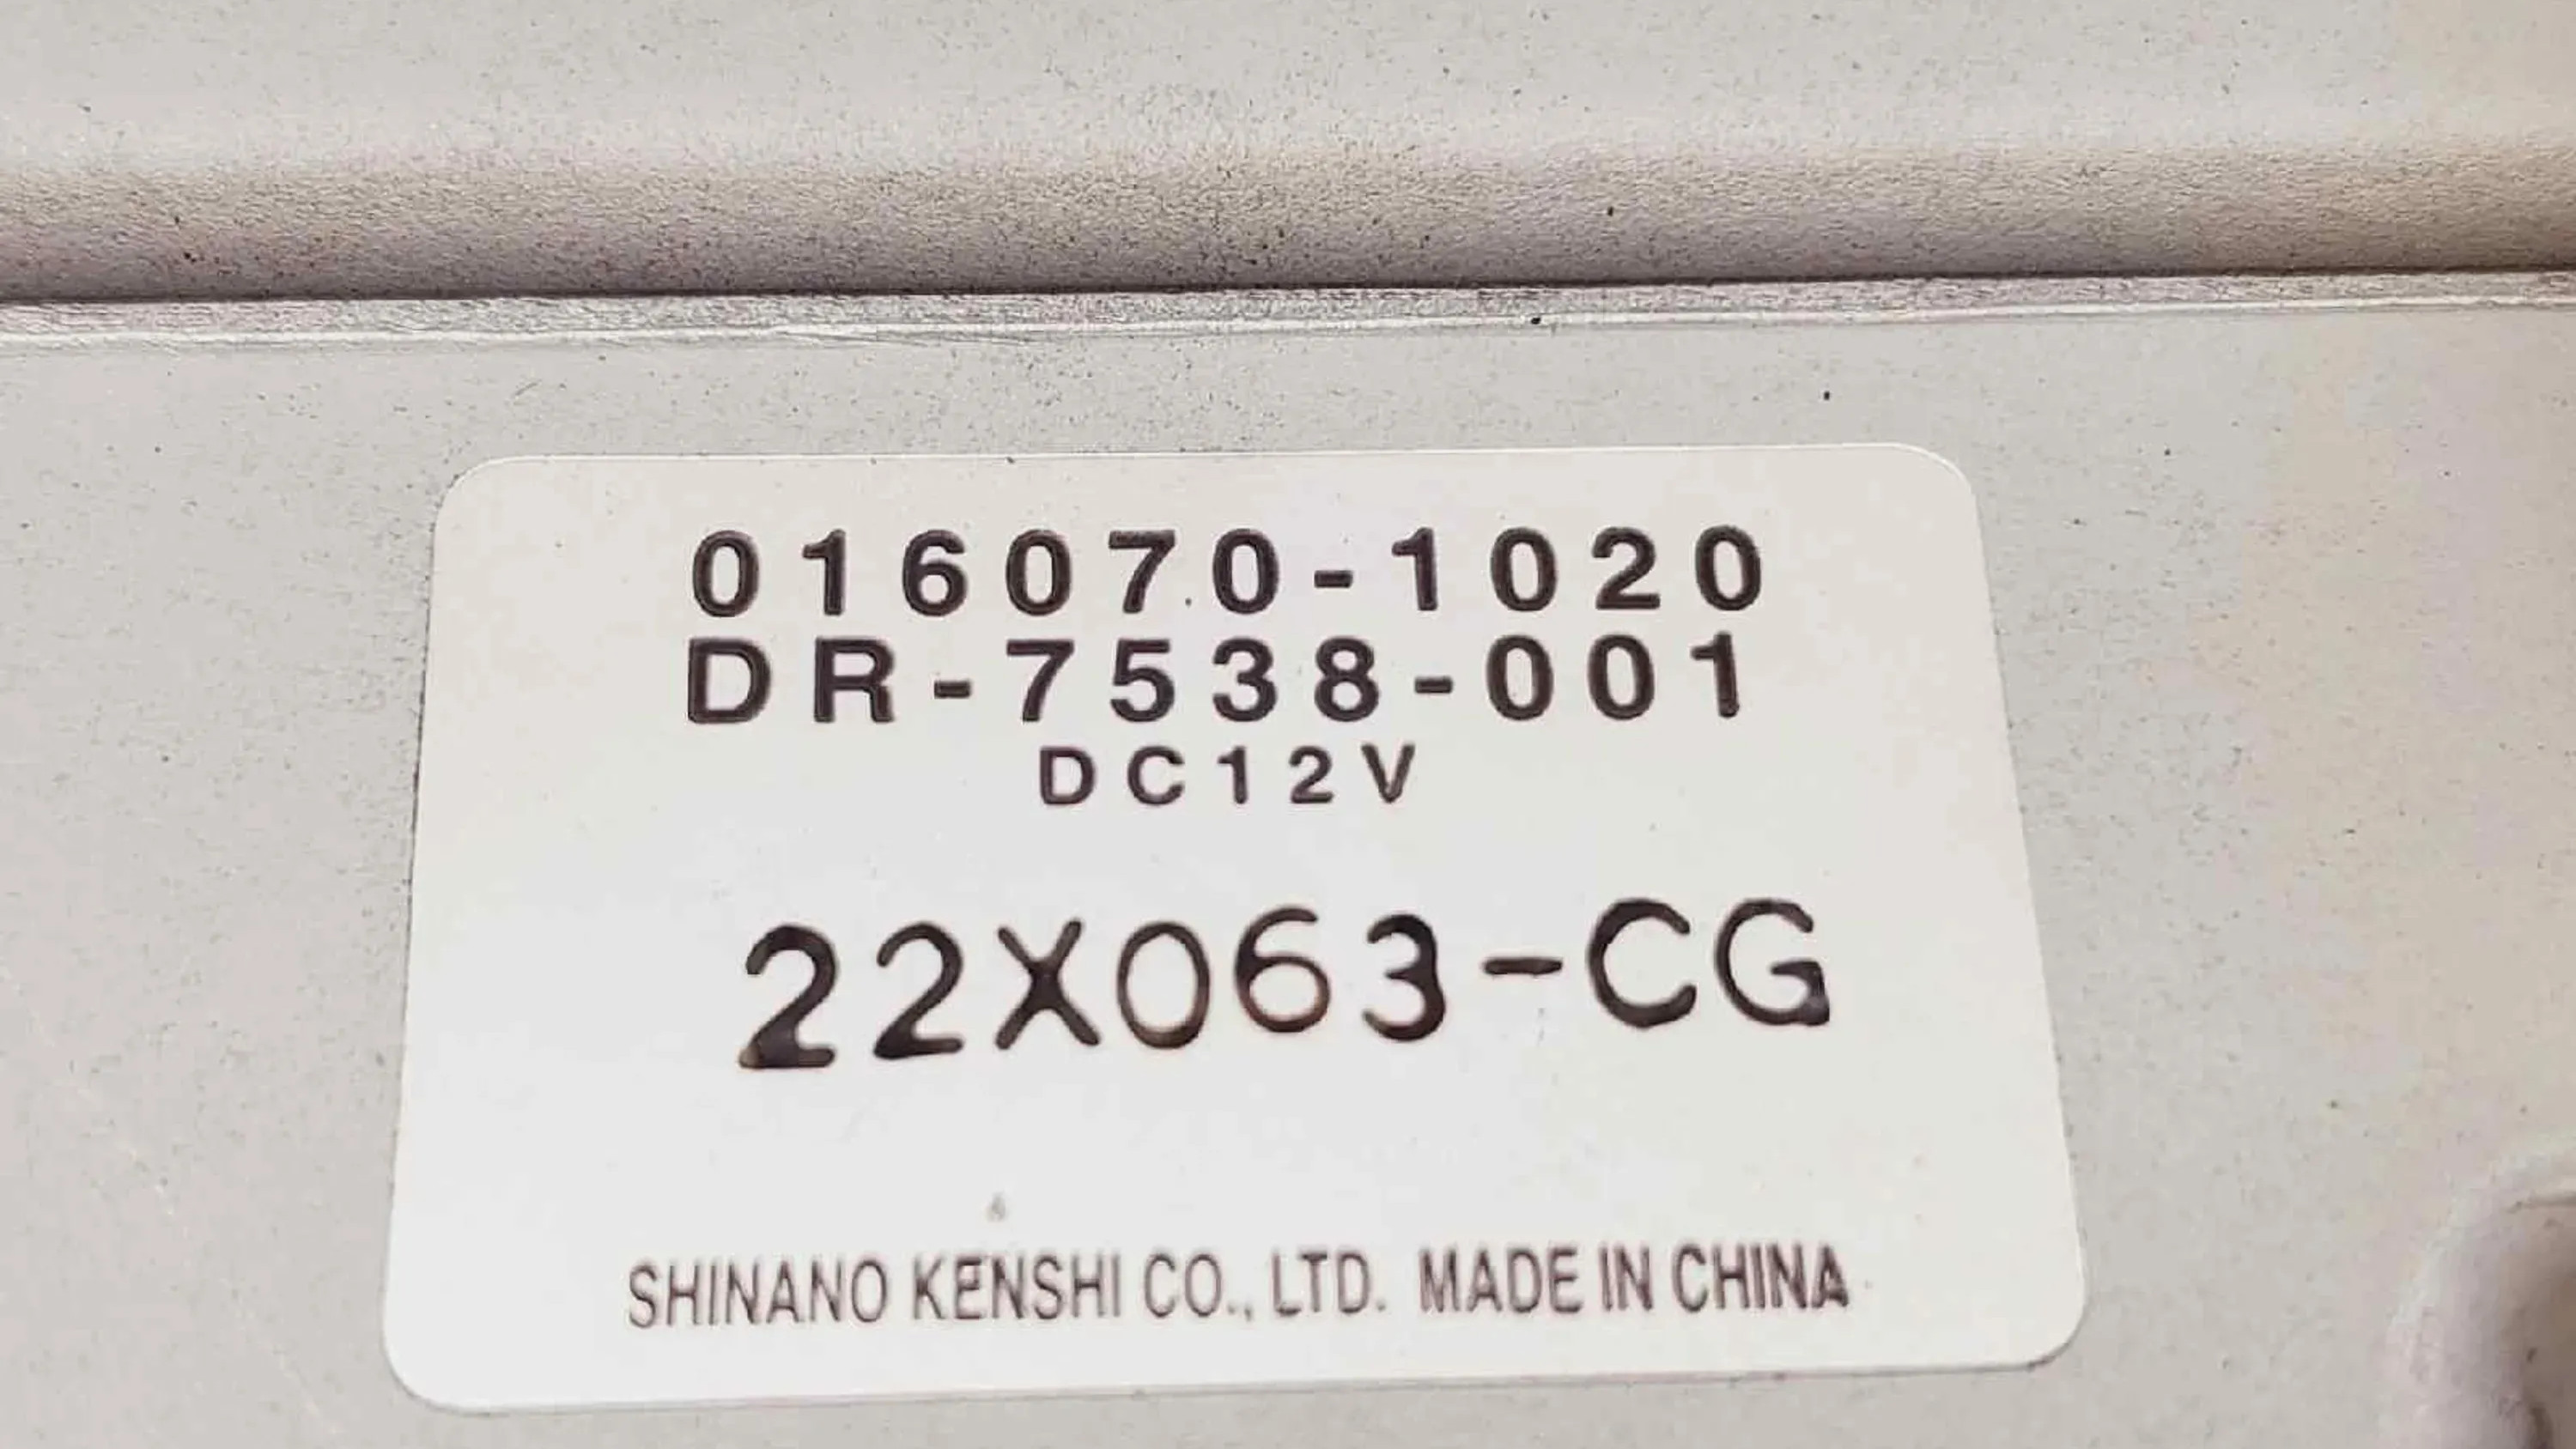 016070-1020
DR-7538-001
DC12V
22X063-CG
SHINANO KENSHI CO., LTD. MADE IN CHINA